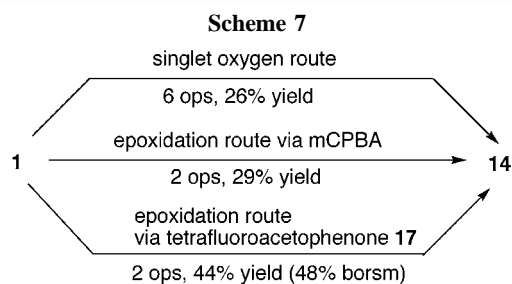 Scheme 7
singlet oxygen route
6 ops, 26% yield
epoxidation route via mCPBA
1
14
2 ops, 29% yield
epoxidation route
via tetrafluoroacetophenone 17
2 ops, 44% yield (48% borsm)